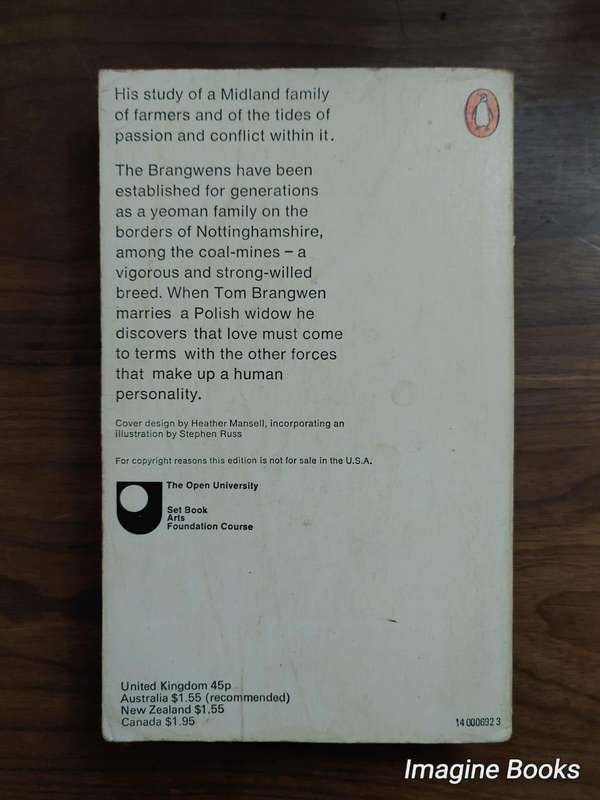 His study of a Midland family
of farmers and of the tides of
passion and conflict within it.
The Brangwens have been
established for generations
as a yeoman family on the
borders of Nottinghamshire,
among the coal-mines – a
vigorous and strong-willed
breed. When Tom Brangwen
marries a Polish widow he
discovers that love must come
to terms with the other forces
that make up a human
personality.
Cover design by Heather Mansell, incorporating an
illustration by Stephen Russ
For copyright reasons this edition is not for sale in the U.S.A.
The Open University
Set Book
Arts
Foundation Course
United Kingdom 45p
Australia $1.55 (recommended)
New Zealand $1.55
Canada $1.95
14 000692 3
Imagine Books